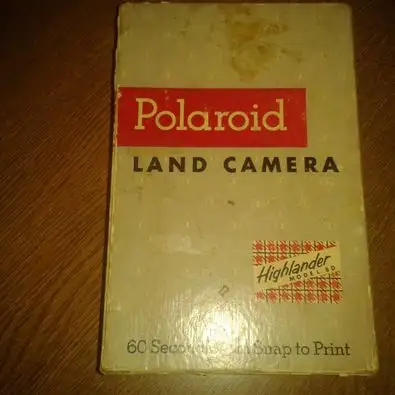 Polaroid
LAND CAMERA
Highlander
MODEL 80
60 Seconds Snap to Print